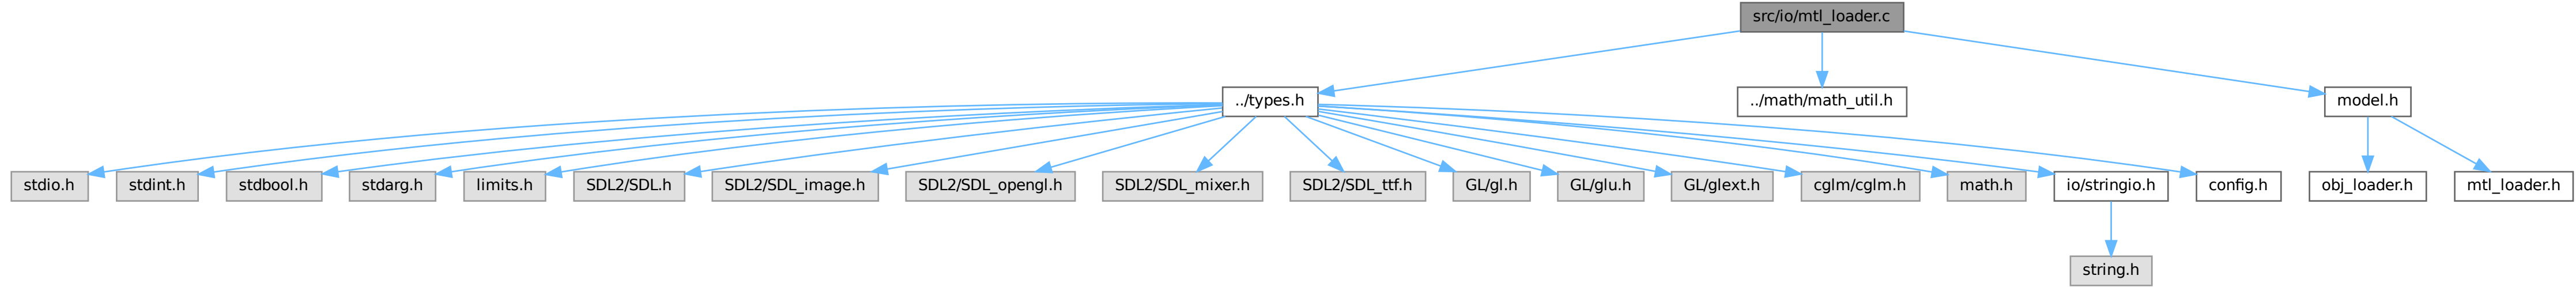 src/io/mtl_loader.c
../types.h
../math/math_util.h
model.h
stdio.h
stdint.h
stdbool.h
stdarg.h
limits.h
SDL2/SDL.h
SDL2/SDL_image.h
SDL2/SDL_opengl.h
SDL2/SDL_mixer.h
SDL2/SDL_ttf.h
GL/gl.h
GL/glu.h
GL/glext.h
cglm/cglm.h
math.h
io/stringio.h
config.h
obj_loader.h
mtl_loader.h
string.h